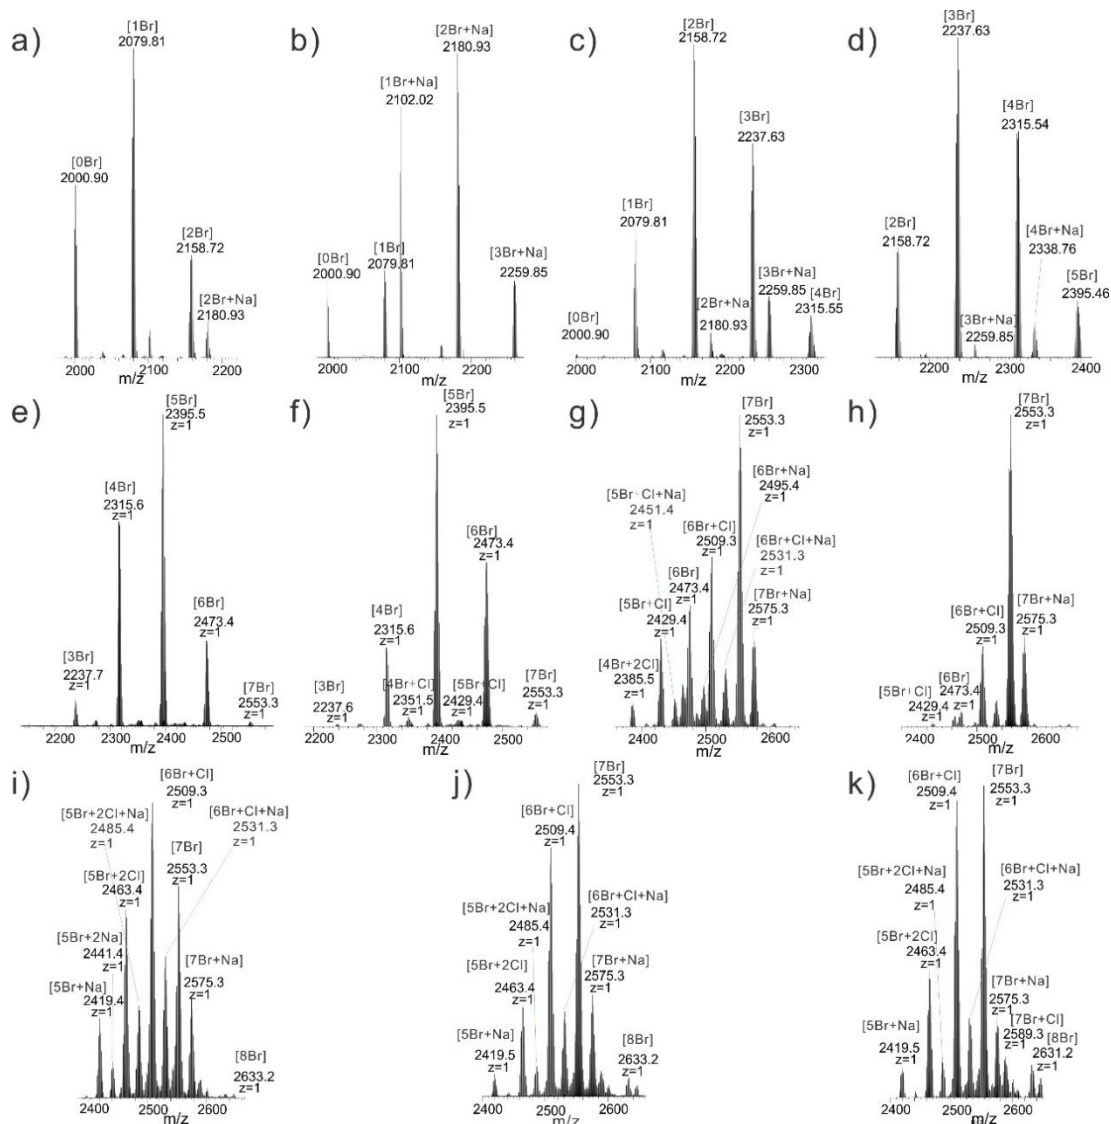 a)
[1Br]
2079.81
[0Br]
2000.90
[2Br]
2158.72
[2Br+Na]
2180.93
2000 2100 2200
m/z
b)
[2Br+Na]
2180.93
[1Br+Na]
2102.02
[0Br]
2000.90
[1Br]
2079.81
[3Br+Na]
2259.85
2000 2100 2200
m/z
c)
[2Br]
2158.72
[3Br]
2237.63
[1Br]
2079.81
[3Br+Na]
2259.85
[4Br]
2315.55
[2Br+Na]
2180.93
[0Br]
2000.90
2000 2100 2200 2300
m/z
d)
[3Br]
2237.63
[4Br]
2315.54
[2Br]
2158.72
[4Br+Na]
2338.76
[5Br]
2395.46
[3Br+Na]
2259.85
2200 2300 2400
m/z
e)
[5Br]
2395.5
z=1
[4Br]
2315.6
z=1
[6Br]
2473.4
z=1
[3Br]
2237.7
z=1
[7Br]
2553.3
z=1
2200 2300 2400 2500
m/z
f)
[5Br]
2395.5
z=1
[6Br]
2473.4
z=1
[4Br]
2315.6
z=1
[3Br]
2237.6
z=1
[4Br+Cl]
2351.5
z=1
[5Br+Cl]
2429.4
z=1
[7Br]
2553.3
z=1
2200 2300 2400 2500
m/z
g)
[7Br]
2553.3
z=1
[6Br+Na]
2495.4
z=1
[5Br+Cl+Na]
2451.4
z=1
[6Br+Cl]
2509.3
z=1
[6Br+Cl+Na]
2531.3
z=1
[6Br]
2473.4
z=1
[5Br+Cl]
2429.4
z=1
[7Br+Na]
2575.3
z=1
[4Br+2Cl]
2385.5
z=1
2400 2500 2600
m/z
h)
[7Br]
2553.3
z=1
[6Br+Cl]
2509.3
z=1
[7Br+Na]
2575.3
z=1
[6Br]
2473.4
z=1
[5Br+Cl]
2429.4
z=1
2400 2500 2600
m/z
i)
[6Br+Cl]
2509.3
z=1
[5Br+2Cl+Na]
2485.4
z=1
[6Br+Cl+Na]
2531.3
z=1
[7Br]
2553.3
z=1
[5Br+2Cl]
2463.4
z=1
[5Br+2Na]
2441.4
z=1
[7Br+Na]
2575.3
z=1
[5Br+Na]
2419.4
z=1
[8Br]
2633.2
z=1
2400 2500 2600
m/z
j)
[7Br]
2553.3
z=1
[6Br+Cl]
2509.4
z=1
[5Br+2Cl+Na]
2485.4
z=1
[6Br+Cl+Na]
2531.3
z=1
[5Br+2Cl]
2463.4
z=1
[7Br+Na]
2575.3
z=1
[5Br+Na]
2419.5
z=1
[8Br]
2633.2
z=1
2400 2500 2600
m/z
k)
[6Br+Cl]
2509.4
z=1
[7Br]
2553.3
z=1
[5Br+2Cl+Na]
2485.4
z=1
[6Br+Cl+Na]
2531.3
z=1
[5Br+2Cl]
2463.4
z=1
[7Br+Na]
2575.3
z=1
[7Br+Cl]
2589.3
z=1
[5Br+Na]
2419.5
z=1
[8Br]
2631.2
z=1
2400 2500 2600
m/z